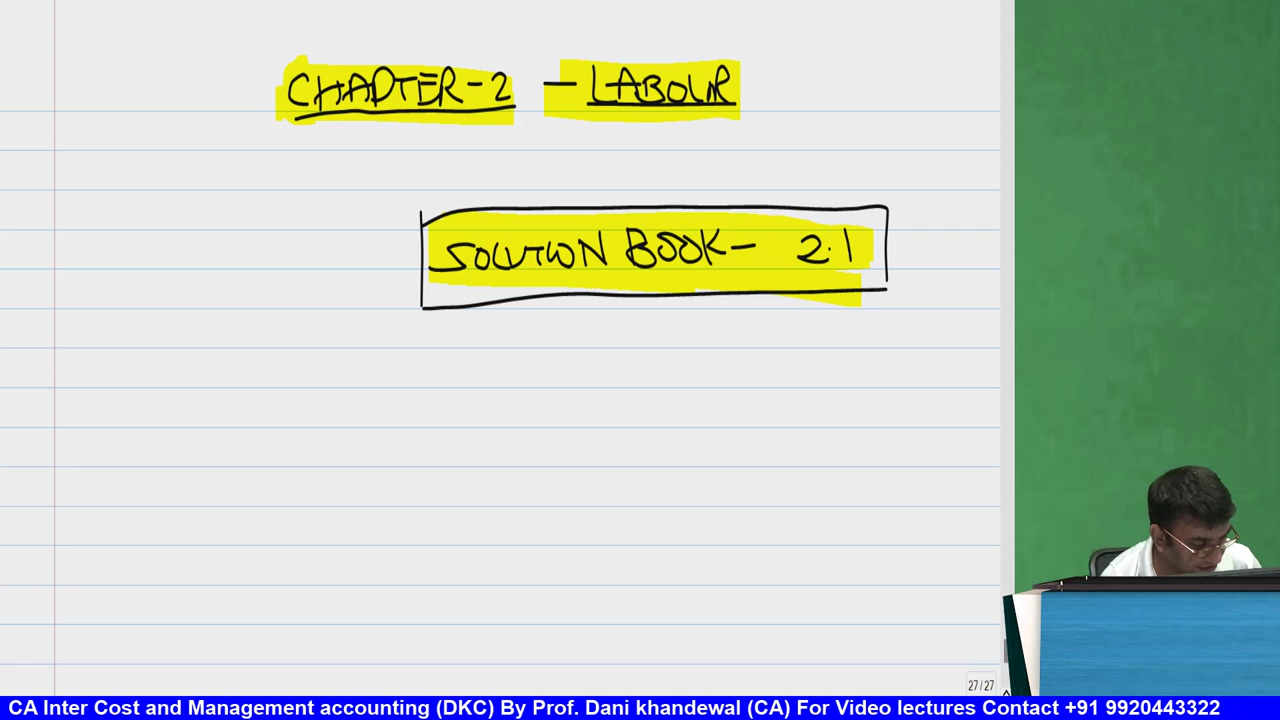 CHAPTER-2 - LABOUR
SOLUTION BOOK- 2.1
27/27
CA Inter Cost and Management accounting (DKC) By Prof. Dani khandewal (CA) For Video lectures Contact +91 9920443322